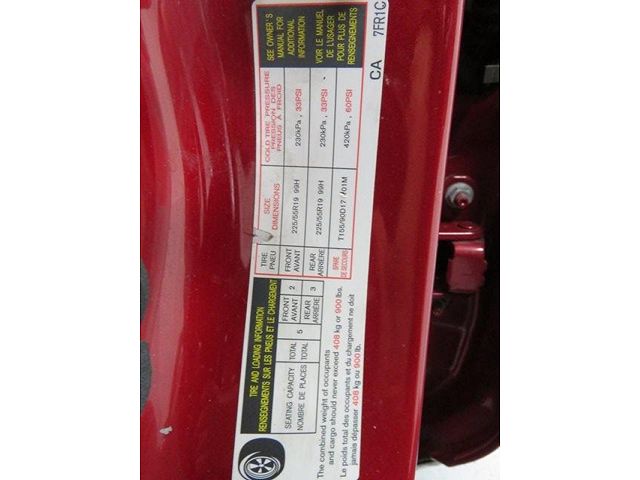 TIRE AND LOADING INFORMATION
RENSEIGNEMENTS SUR LES PNEUS ET LE CHARGEMENT
SEATING CAPACITY TOTAL FRONT AVANT 2
NOMBRE DE PLACES TOTAL 5 REAR ARRIÈRE 3
The combined weight of occupants
and cargo should never exceed 408 kg or 900 lbs.
Le poids total des occupants et du chargement ne doit
jamais dépasser 408 kg ou 900 lb.
TIRE PNEU
SIZE DIMENSIONS
COLD TIRE PRESSURE
PRESSION DES
PNEUS A FROID
FRONT AVANT 225/55R19 99H 230kPa, 33PSI
REAR ARRIÈRE 225/55R19 99H 230kPa, 33PSI
SPARE DE SECOURS T155/90D17 101M 420kPa, 60PSI
SEE OWNER'S
MANUAL FOR
ADDITIONAL
INFORMATION
VOIR LE MANUEL
DE L'USAGER
POUR PLUS DE
RENSEIGNEMENTS
CA 7FR1C